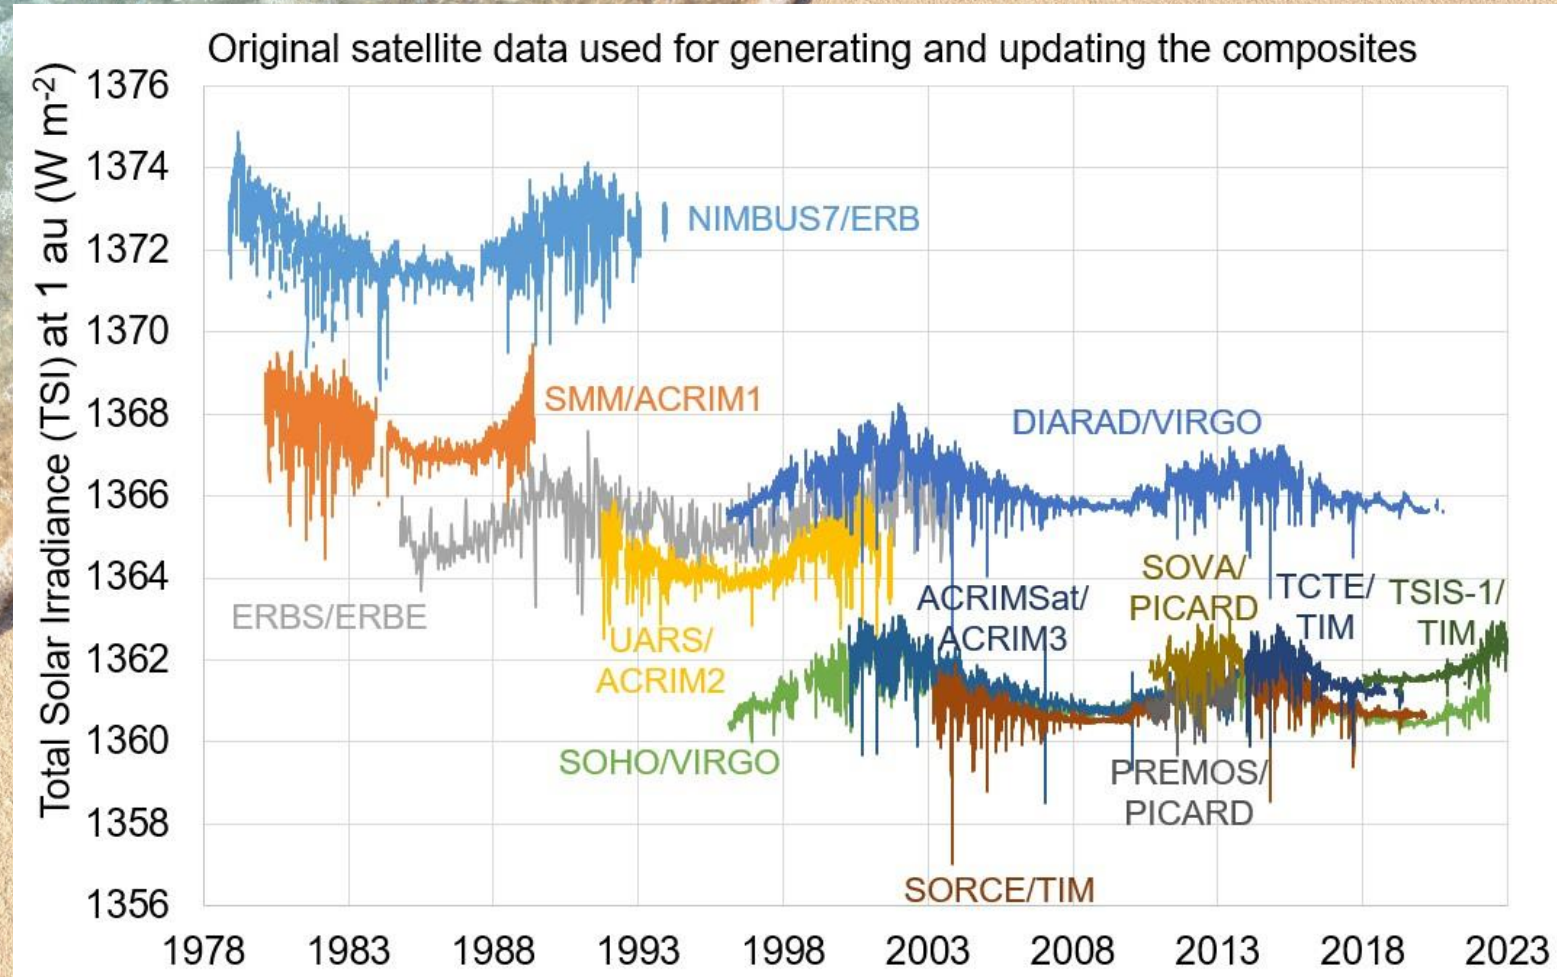 Original satellite data used for generating and updating the composites
Total Solar Irradiance (TSI) at 1 au (W m-2)
1376
1374
1372
1370
1368
1366
1364
1362
1360
1358
1356
NIMBUS7/ERB
SMM/ACRIM1
DIARAD/VIRGO
ERBS/ERBE
UARS/
ACRIM2
ACRIMSat/
ACRIM3
SOVA/
PICARD
TCTE/
TIM
TSIS-1/
TIM
SOHO/VIRGO
PREMOS/
PICARD
SORCE/TIM
1978
1983
1988
1993
1998
2003
2008
2013
2018
2023